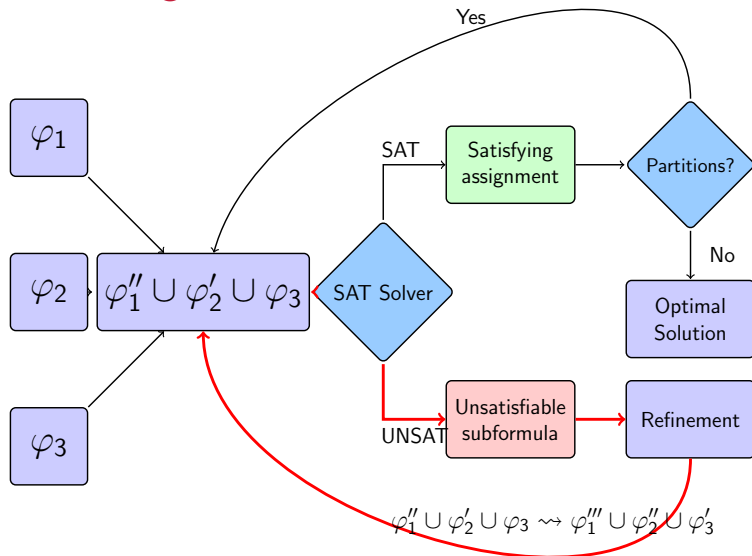 Yes
φ₁
SAT
Satisfying
assignment
Partitions?
No
φ₂
φ₁″ ∪ φ₂′ ∪ φ₃
SAT Solver
Optimal
Solution
φ₃
UNSAT
Unsatisfiable
subformula
Refinement
φ₁″ ∪ φ₂′ ∪ φ₃ ⇝ φ₁‴ ∪ φ₂″ ∪ φ₃′